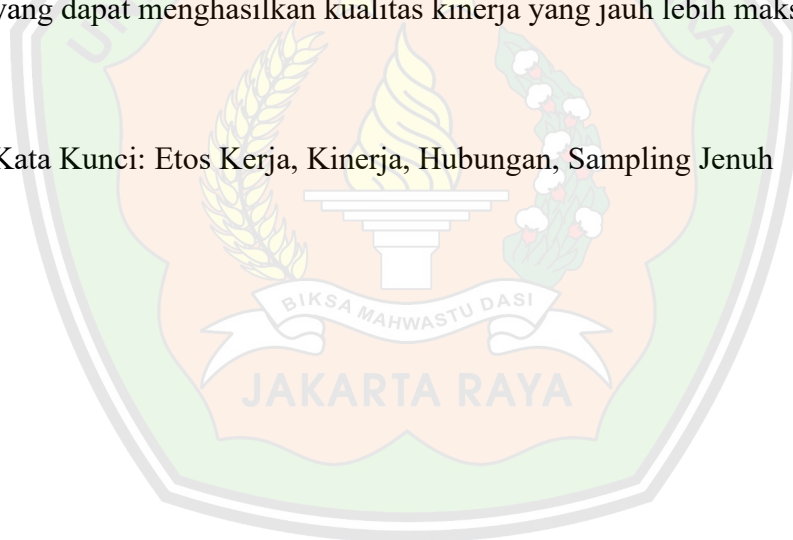 yang dapat menghasilkan kualitas kinerja yang jauh lebih maks
Kata Kunci: Etos Kerja, Kinerja, Hubungan, Sampling Jenuh
BIKSA MAHWASTU DASI
JAKARTA RAYA